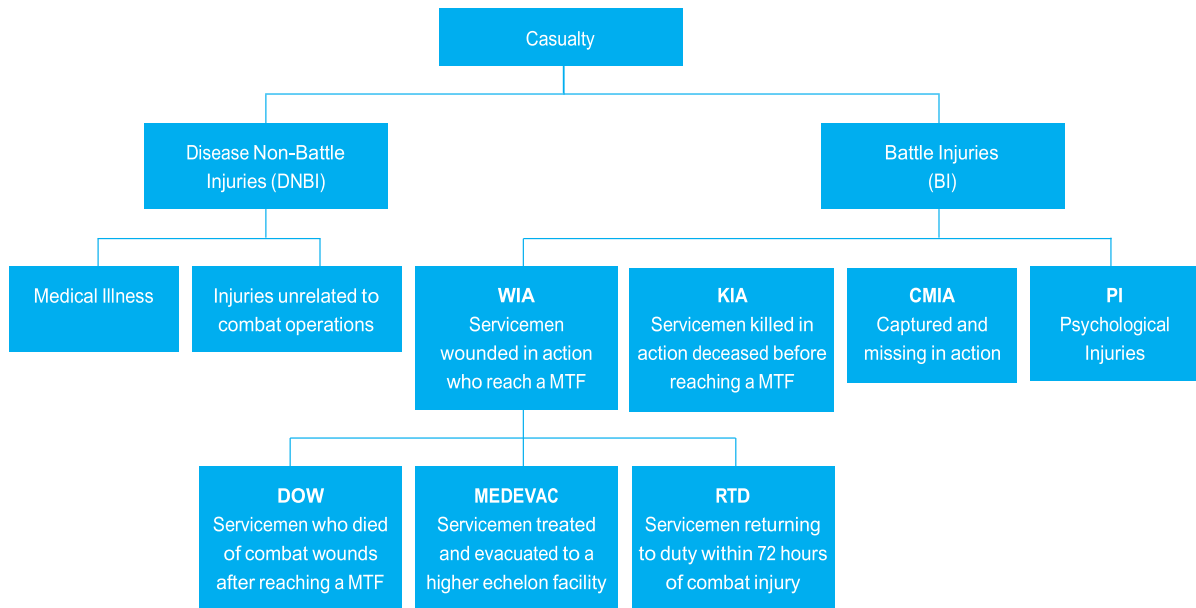 Casualty
Disease Non-Battle
Injuries (DNBI)
Battle Injuries
(BI)
Medical Illness
Injuries unrelated to
combat operations
WIA
Servicemen
wounded in action
who reach a MTF
KIA
Servicemen killed in
action deceased before
reaching a MTF
CMIA
Captured and
missing in action
PI
Psychological
Injuries
DOW
Servicemen who died
of combat wounds
after reaching a MTF
MEDEVAC
Servicemen treated
and evacuated to a
higher echelon facility
RTD
Servicemen returning
to duty within 72 hours
of combat injury